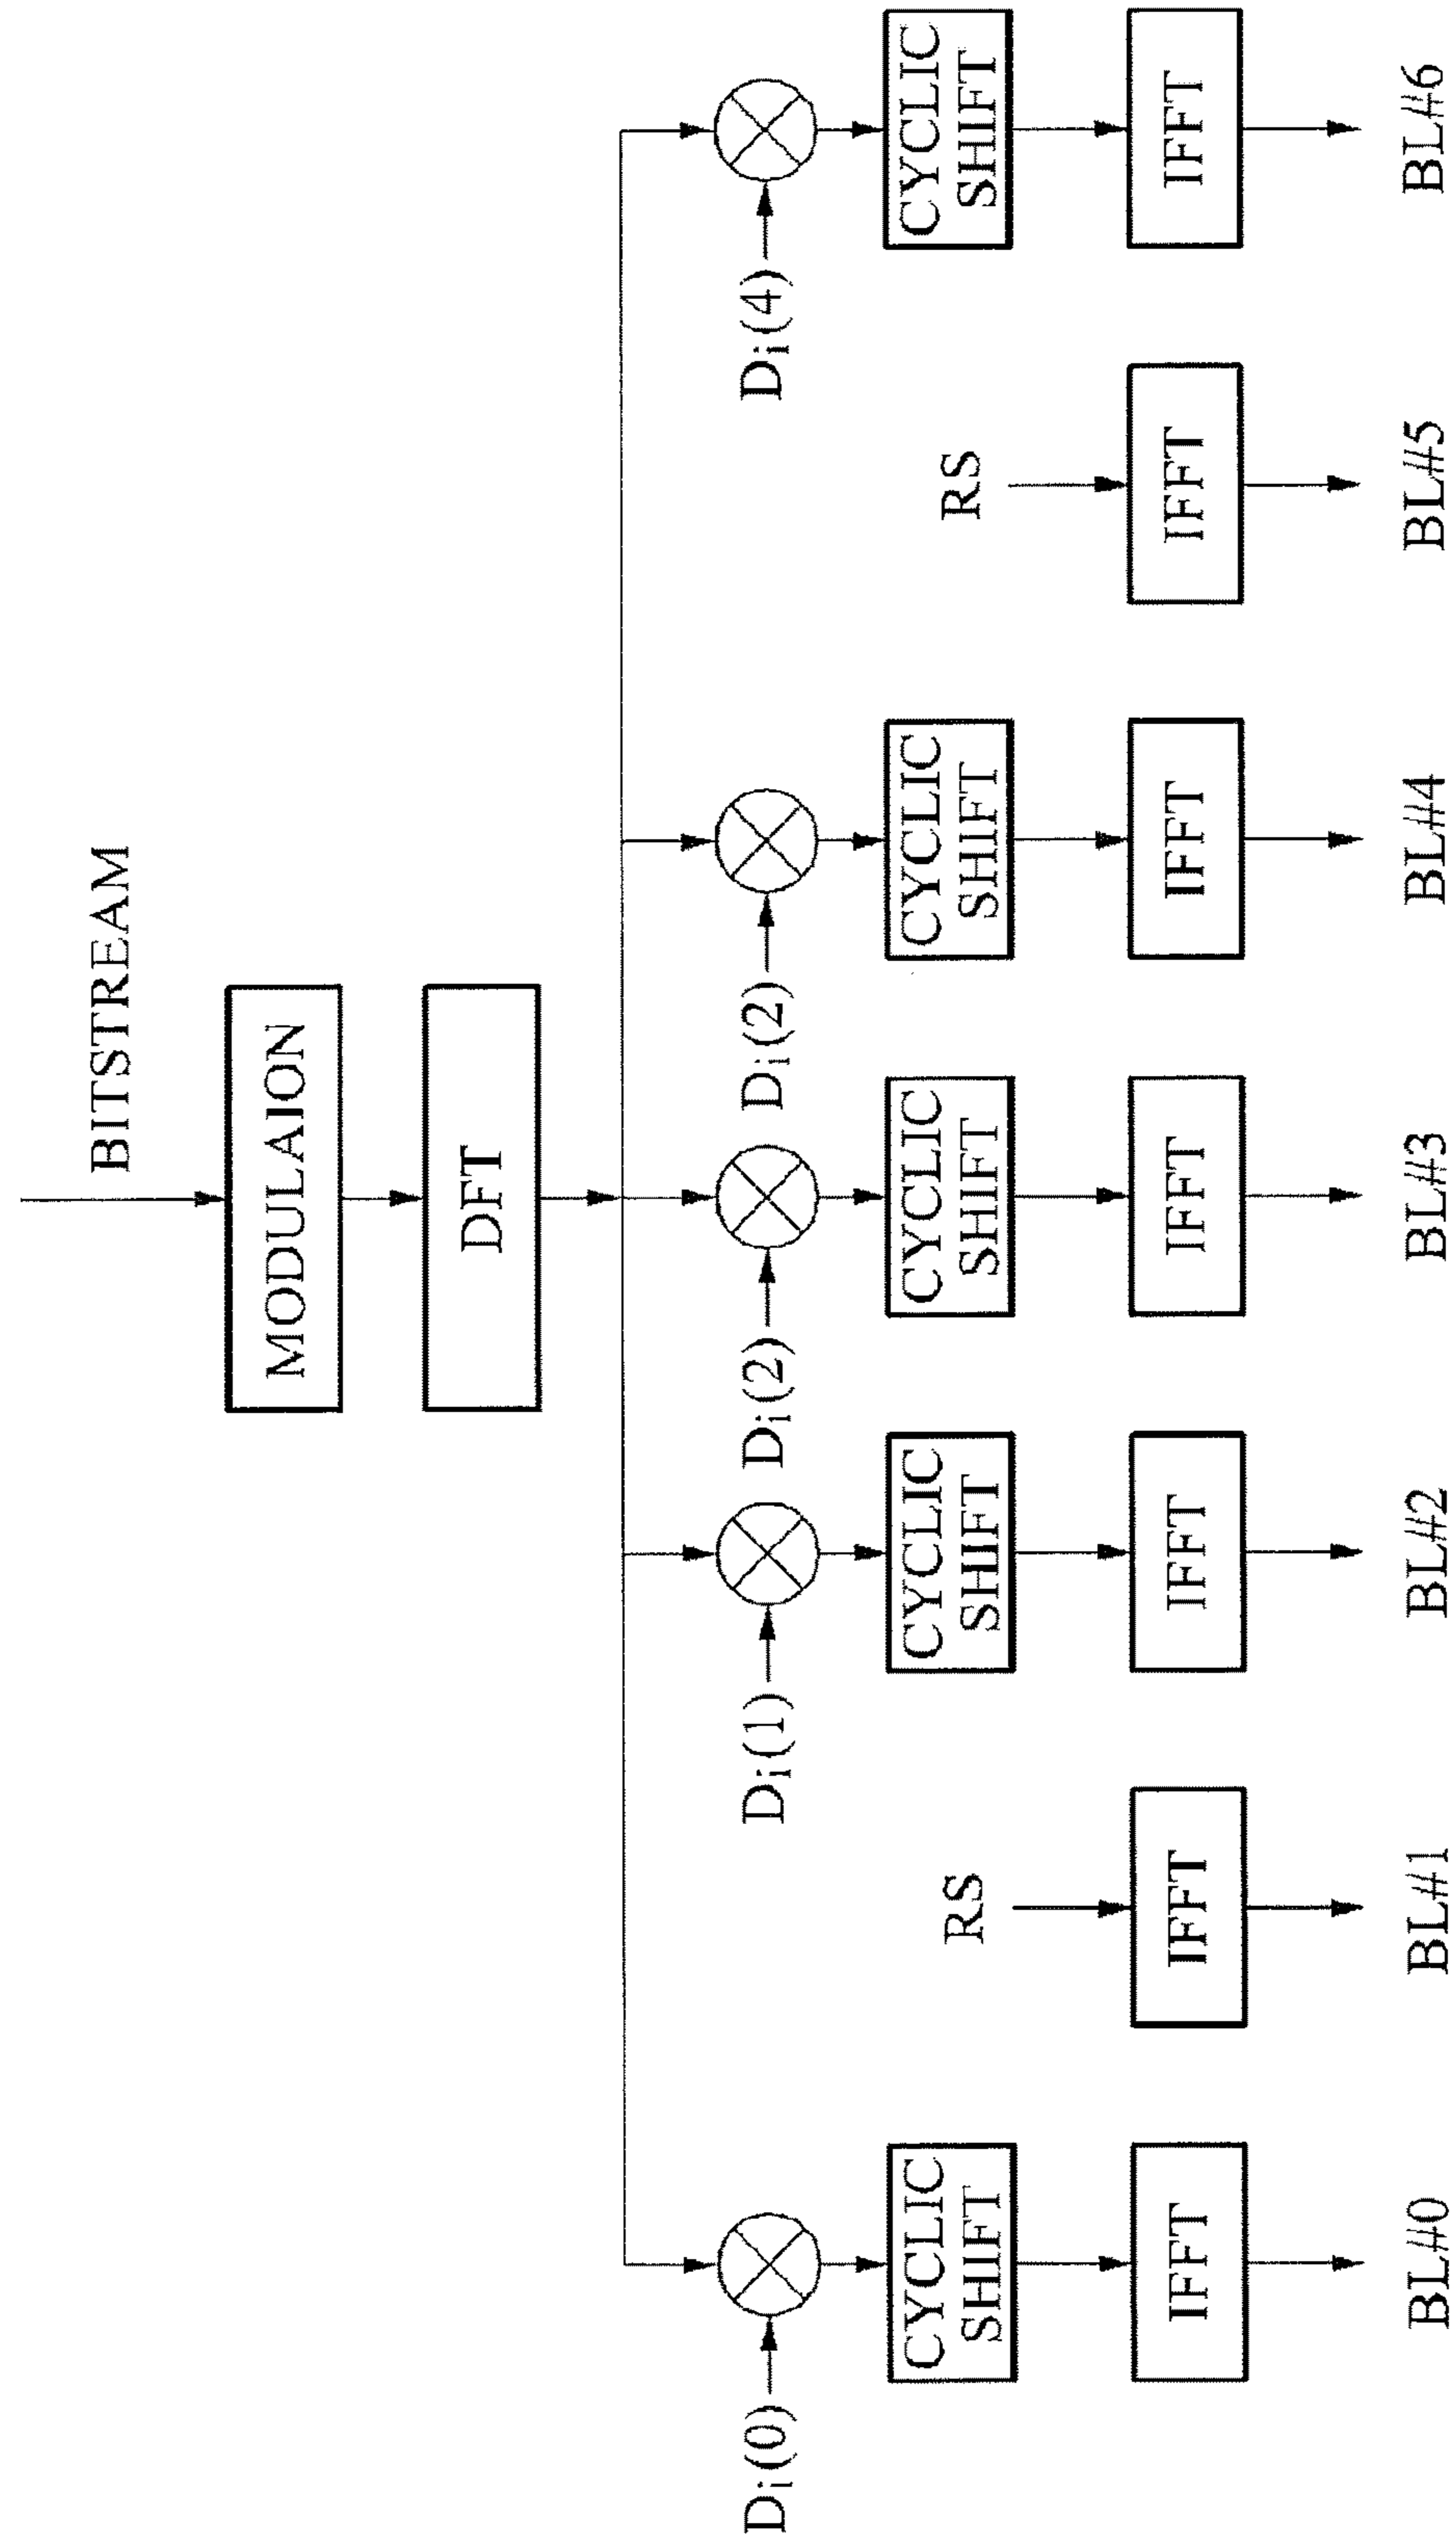 BITSTREAM
MODULAION
DFT
Di(0)
Di(1)
Di(2)
Di(2)
Di(4)
CYCLIC
SHIFT
RS
CYCLIC
SHIFT
CYCLIC
SHIFT
CYCLIC
SHIFT
RS
CYCLIC
SHIFT
IFFT
IFFT
IFFT
IFFT
IFFT
IFFT
IFFT
BL#0
BL#1
BL#2
BL#3
BL#4
BL#5
BL#6